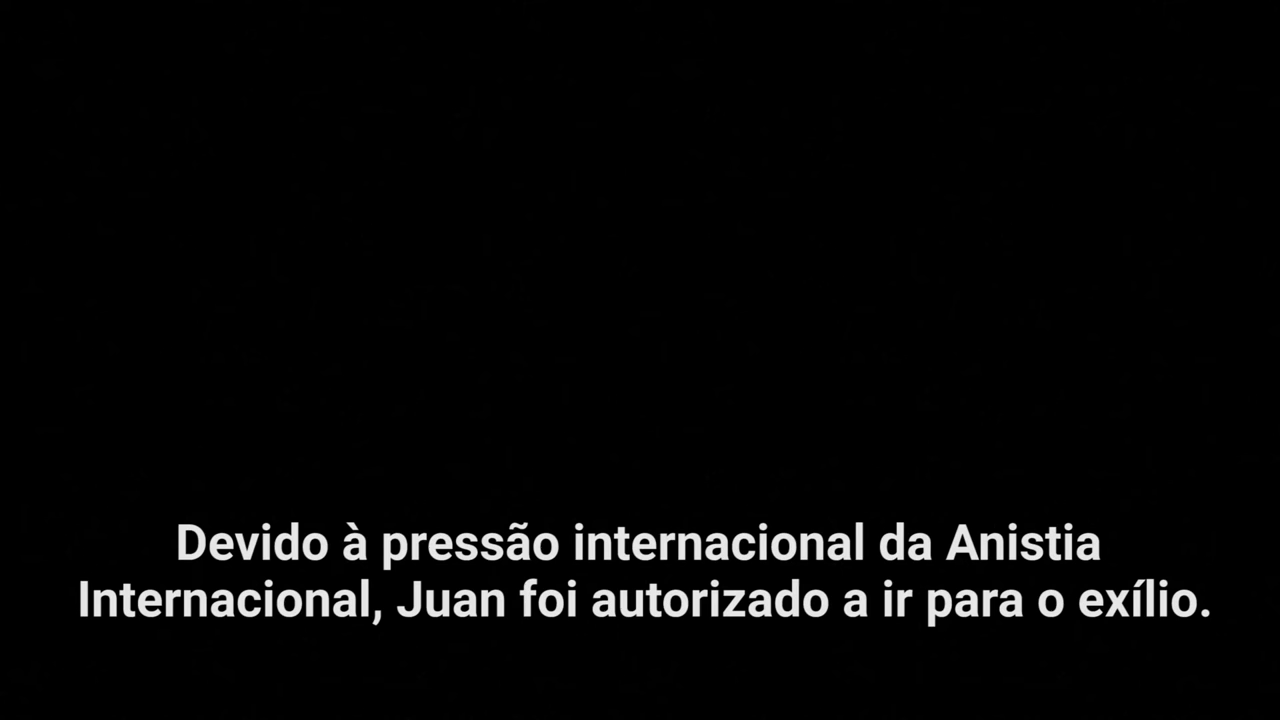 Devido à pressão internacional da Anistia
Internacional, Juan foi autorizado a ir para o exílio.